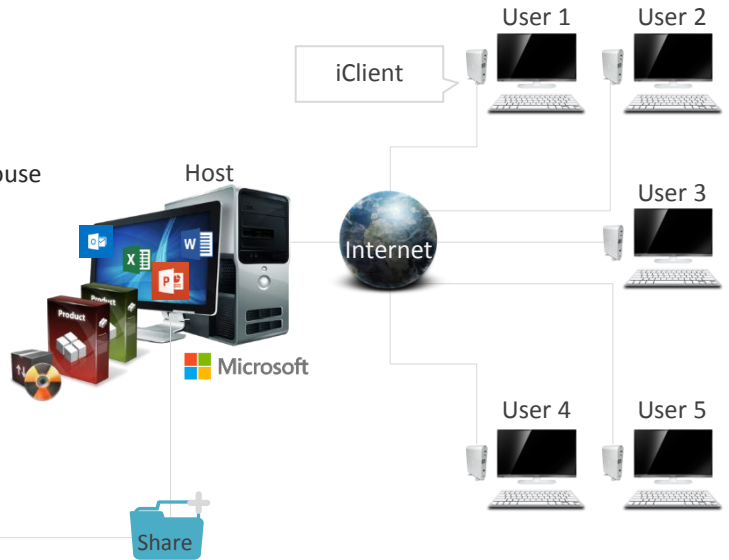 User 1
User 2
iClient
ouse
Host
User 3
Internet
Product
Product
Microsoft
User 4
User 5
Share